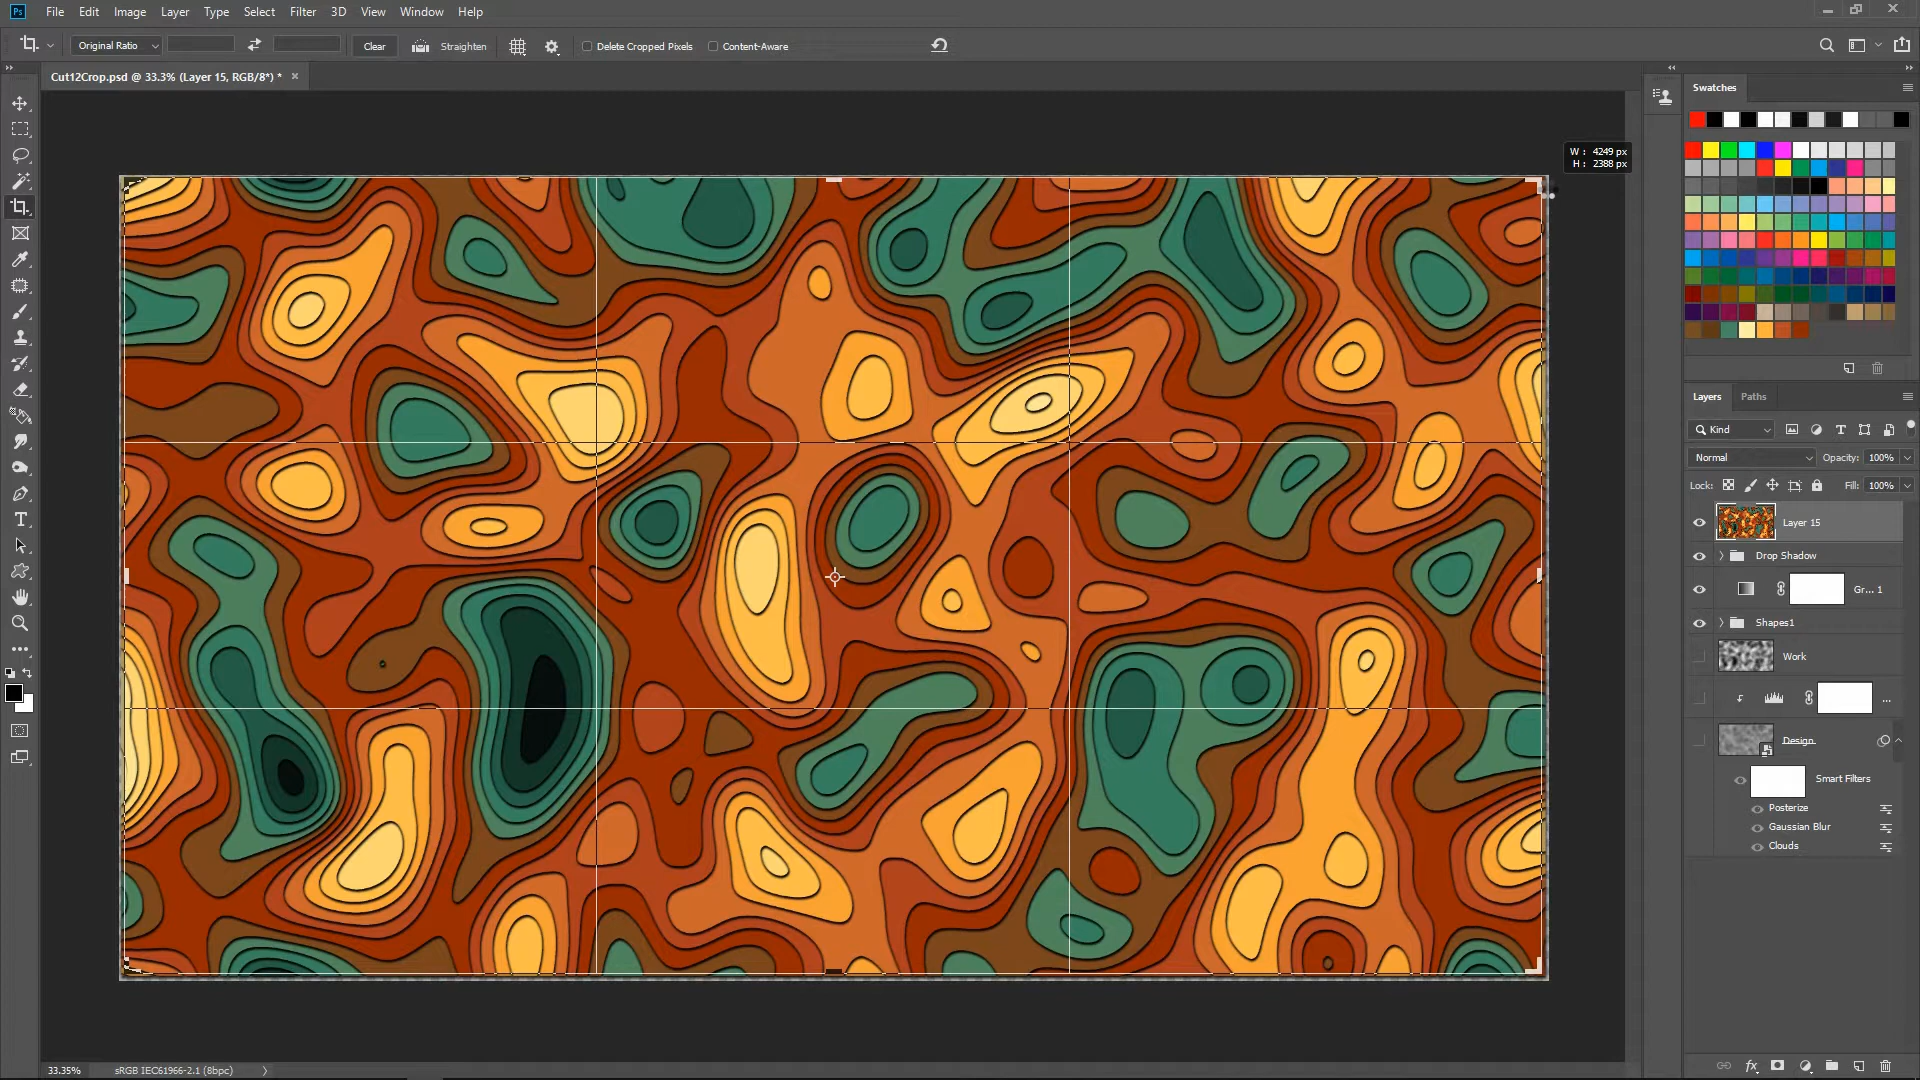 Ps File Edit Image Layer Type Select Filter 3D View Window Help
Original Ratio Clear Straighten Delete Cropped Pixels Content-Aware
Cut12Crop.psd @ 33.3% (Layer 15, RGB/8*) * ×
Swatches
W : 4249 px
H : 2388 px
Layers Paths
Kind
Normal Opacity: 100%
Lock: Fill: 100%
Layer 15
Drop Shadow
Gr... 1
Shapes1
Work
...
Design
Smart Filters
Posterize
Gaussian Blur
Clouds
33.35% sRGB IEC61966-2.1 (8bpc)